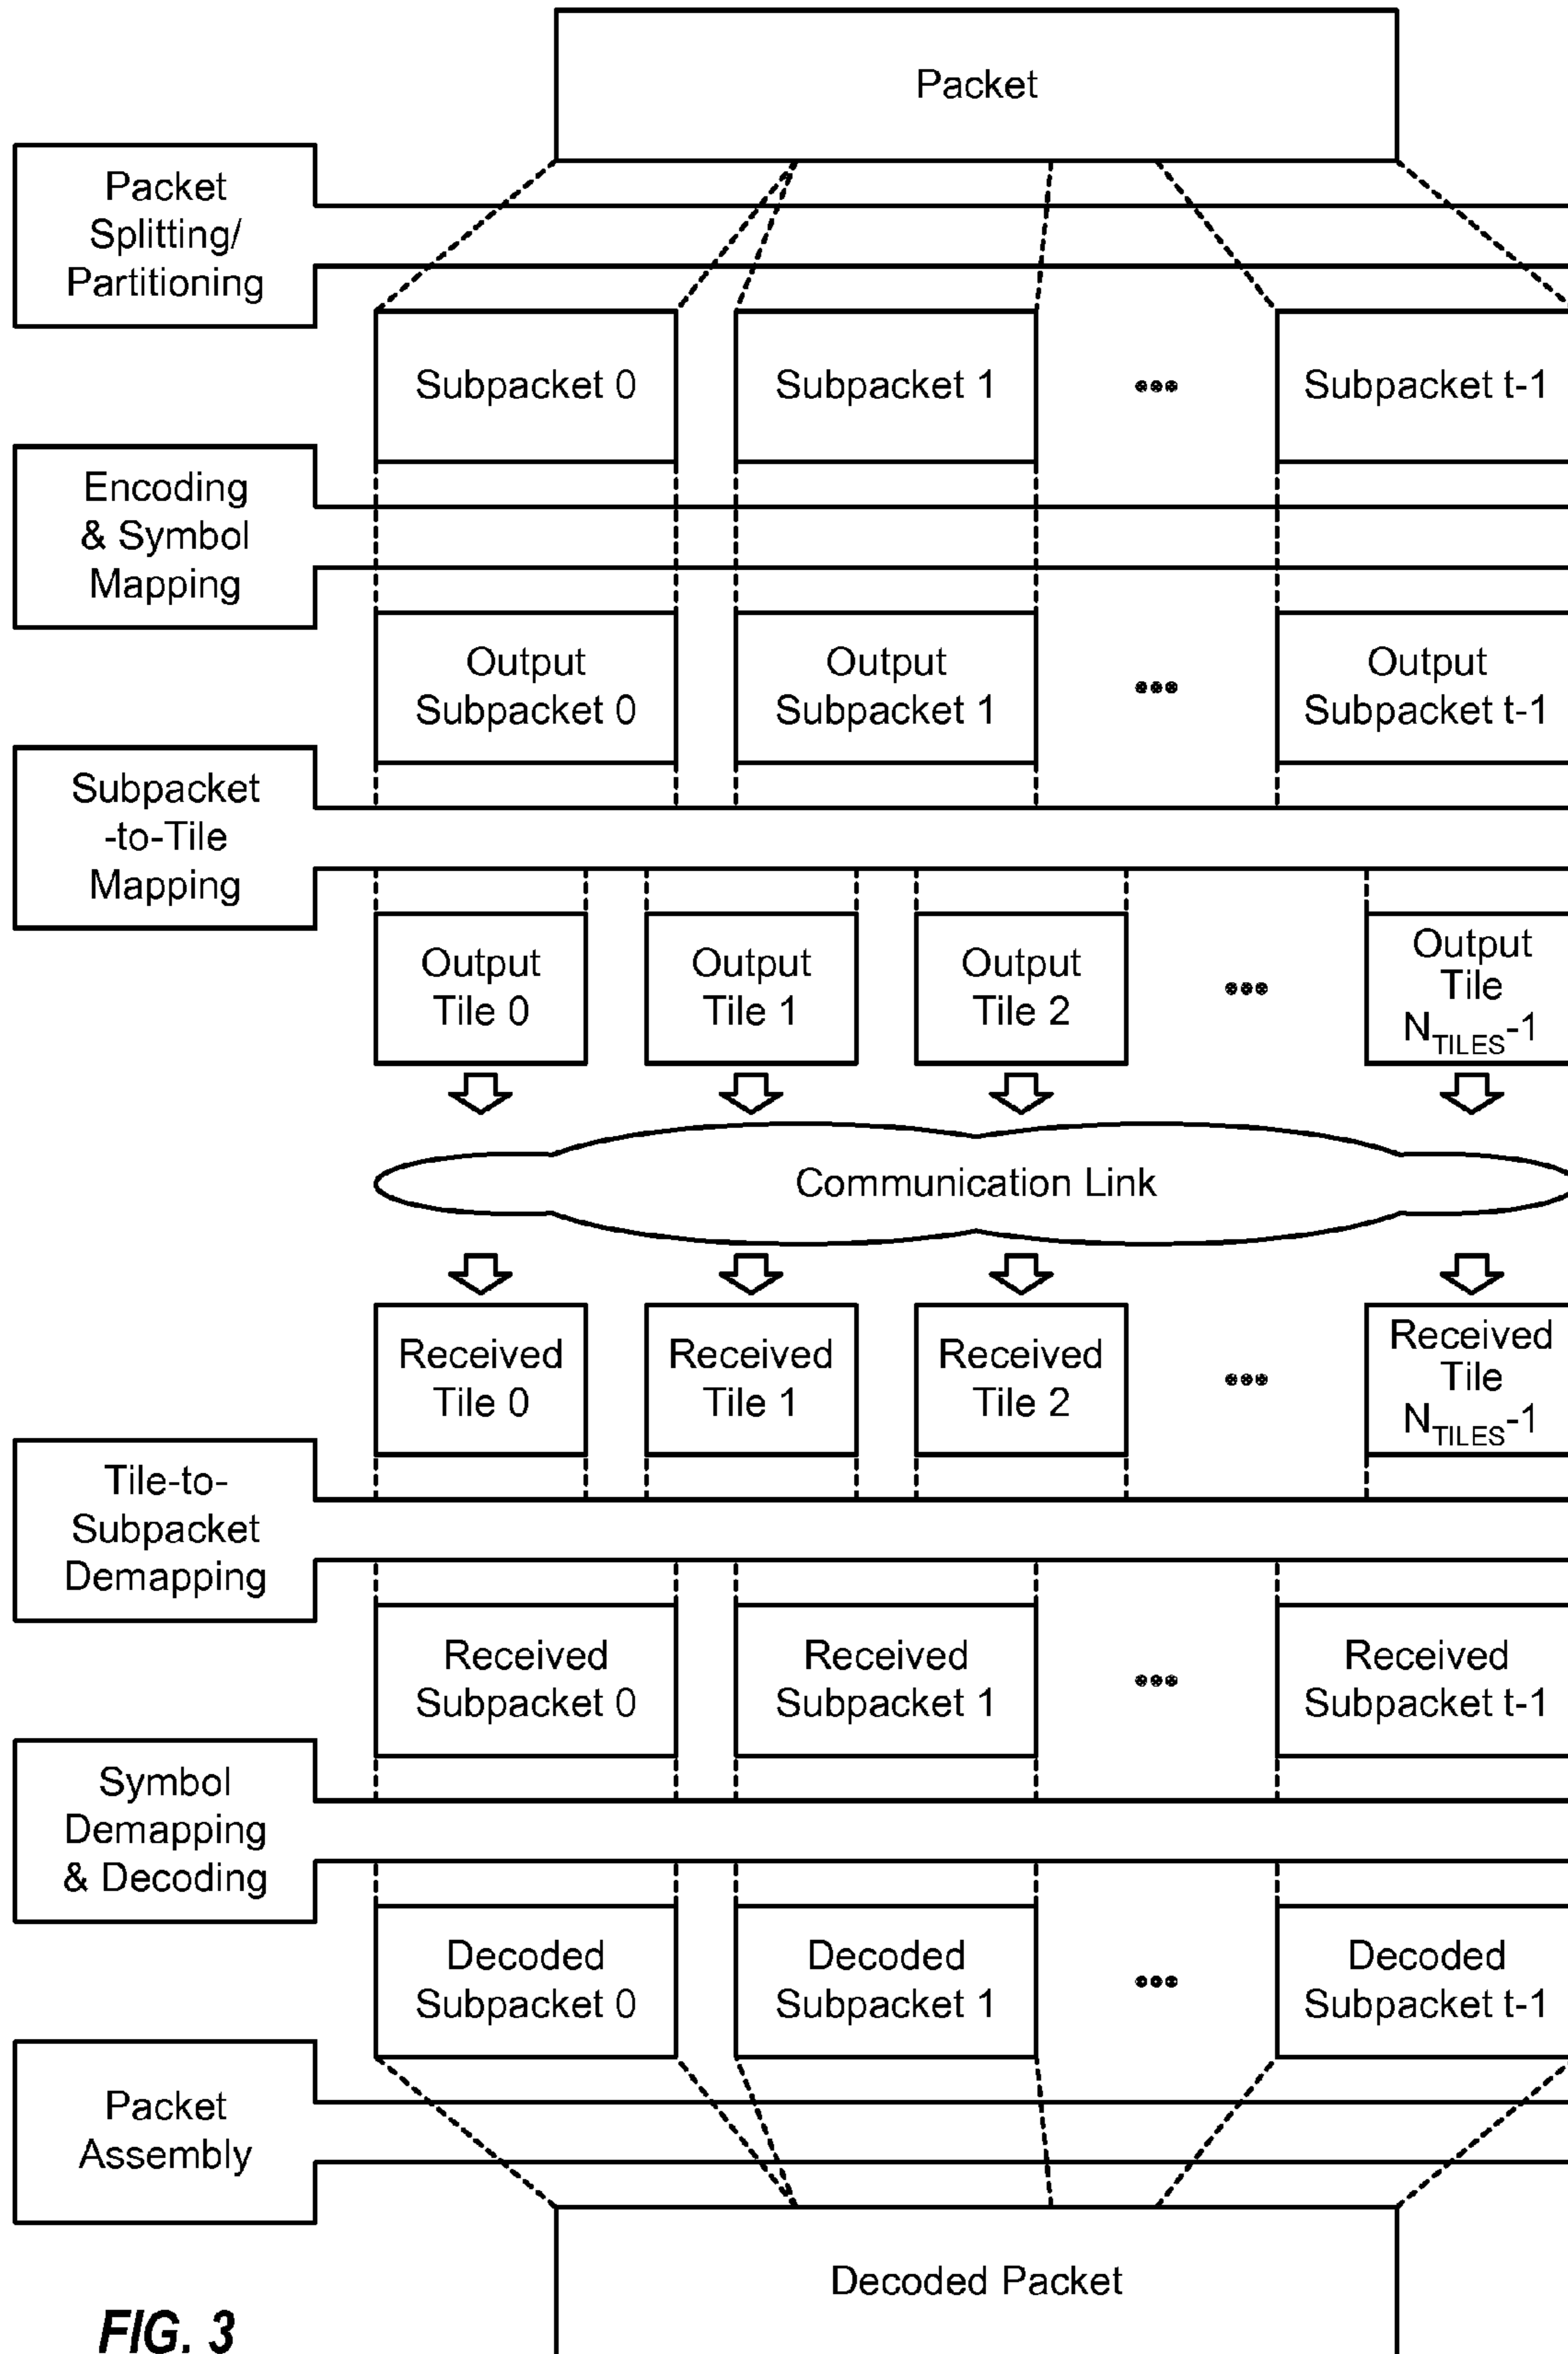 Packet
Packet
Splitting/
Partitioning
Subpacket 0
Subpacket 1
Subpacket t-1
Encoding
& Symbol
Mapping
Output
Subpacket 0
Output
Subpacket 1
Output
Subpacket t-1
Subpacket
-to-Tile
Mapping
Output
Tile 0
Output
Tile 1
Output
Tile 2
Output
Tile
N_TILES-1
Communication Link
Received
Tile 0
Received
Tile 1
Received
Tile 2
Received
Tile
N_TILES-1
Tile-to-
Subpacket
Demapping
Received
Subpacket 0
Received
Subpacket 1
Received
Subpacket t-1
Symbol
Demapping
& Decoding
Decoded
Subpacket 0
Decoded
Subpacket 1
Decoded
Subpacket t-1
Packet
Assembly
Decoded Packet
FIG. 3